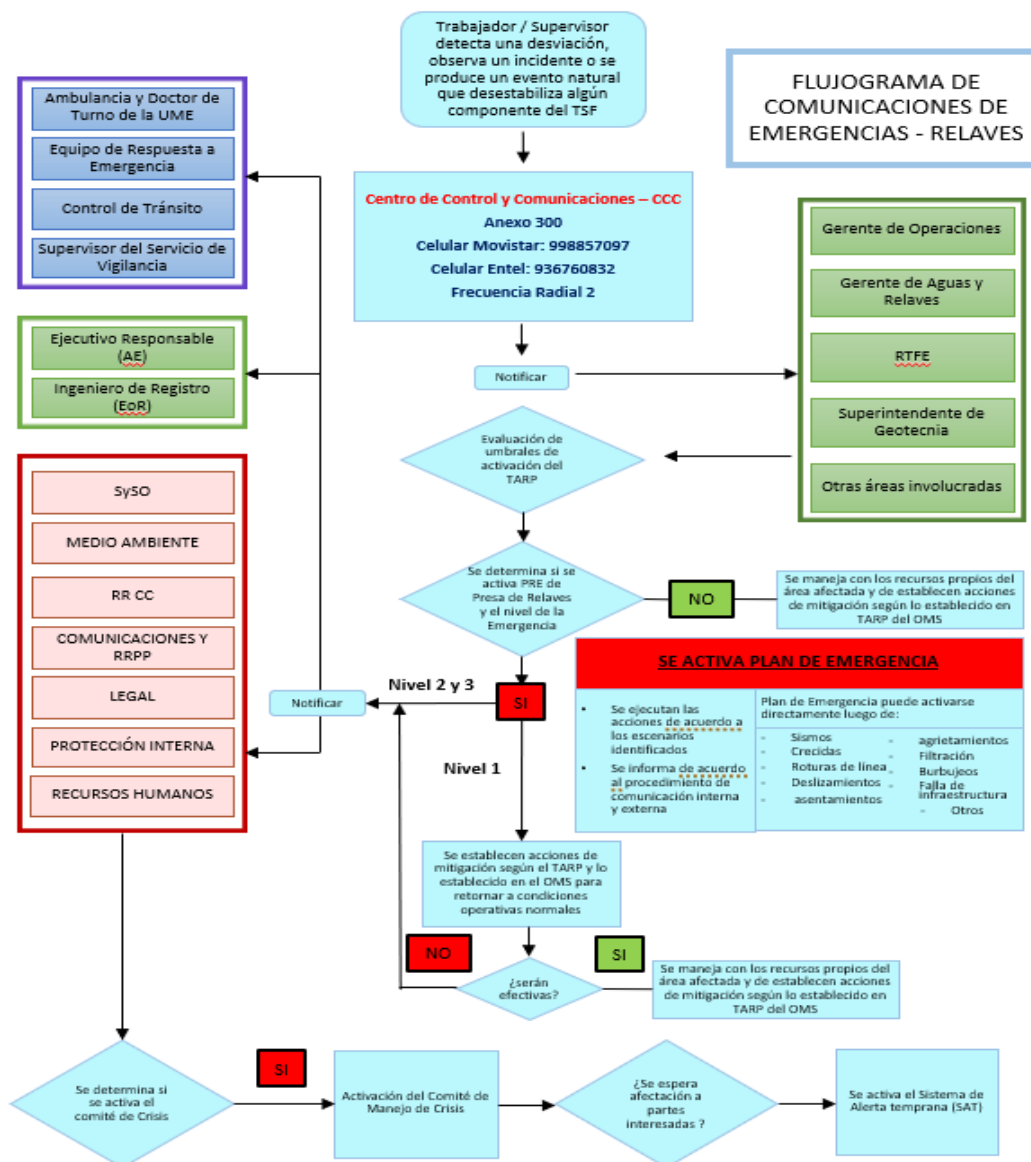 Trabajador / Supervisor
detecta una desviación,
observa un incidente o se
produce un evento natural
que desestabiliza algún
componente del TSF
FLUJOGRAMA DE
COMUNICACIONES DE
EMERGENCIAS - RELAVES
Ambulancia y Doctor de
Turno de la UME
Equipo de Respuesta a
Emergencia
Control de Tránsito
Supervisor del Servicio de
Vigilancia
Centro de Control y Comunicaciones – CCC
Anexo 300
Celular Movistar: 998857097
Celular Entel: 936760832
Frecuencia Radial 2
Gerente de Operaciones
Gerente de Aguas y
Relaves
RTFE
Superintendente de
Geotecnia
Otras áreas involucradas
Ejecutivo Responsable
(AE)
Ingeniero de Registro
(EoR)
Notificar
Evaluación de
umbrales de
activación del
TARP
SySO
MEDIO AMBIENTE
RR CC
COMUNICACIONES Y
RRPP
LEGAL
PROTECCIÓN INTERNA
RECURSOS HUMANOS
Se determina si se
activa PRE de
Presa de Relaves
y el nivel de la
Emergencia
NO
Se maneja con los recursos propios del
área afectada y de establecen acciones
de mitigación según lo establecido en
TARP del OMS
SE ACTIVA PLAN DE EMERGENCIA
Se ejecutan las
acciones de acuerdo a
los escenarios
identificados
Se informa de acuerdo
al procedimiento de
comunicación interna
y externa
Plan de Emergencia puede activarse
directamente luego de:
- Sismos
- Crecidas
- Roturas de línea
- Deslizamientos
- asentamientos
- agrietamientos
- Filtración
- Burbujeos
- Falla de
infraestructura
- Otros
Nivel 2 y 3
SI
Notificar
Nivel 1
Se establecen acciones de
mitigación según el TARP y lo
establecido en el OMS para
retornar a condiciones
operativas normales
NO
SI
¿serán
efectivas?
Se maneja con los recursos propios del
área afectada y de establecen acciones
de mitigación según lo establecido en
TARP del OMS
Se determina si
se activa el
comité de Crisis
SI
Activación del Comité de
Manejo de Crisis
¿Se espera
afectación a
partes
interesadas ?
Se activa el Sistema de
Alerta temprana (SAT)